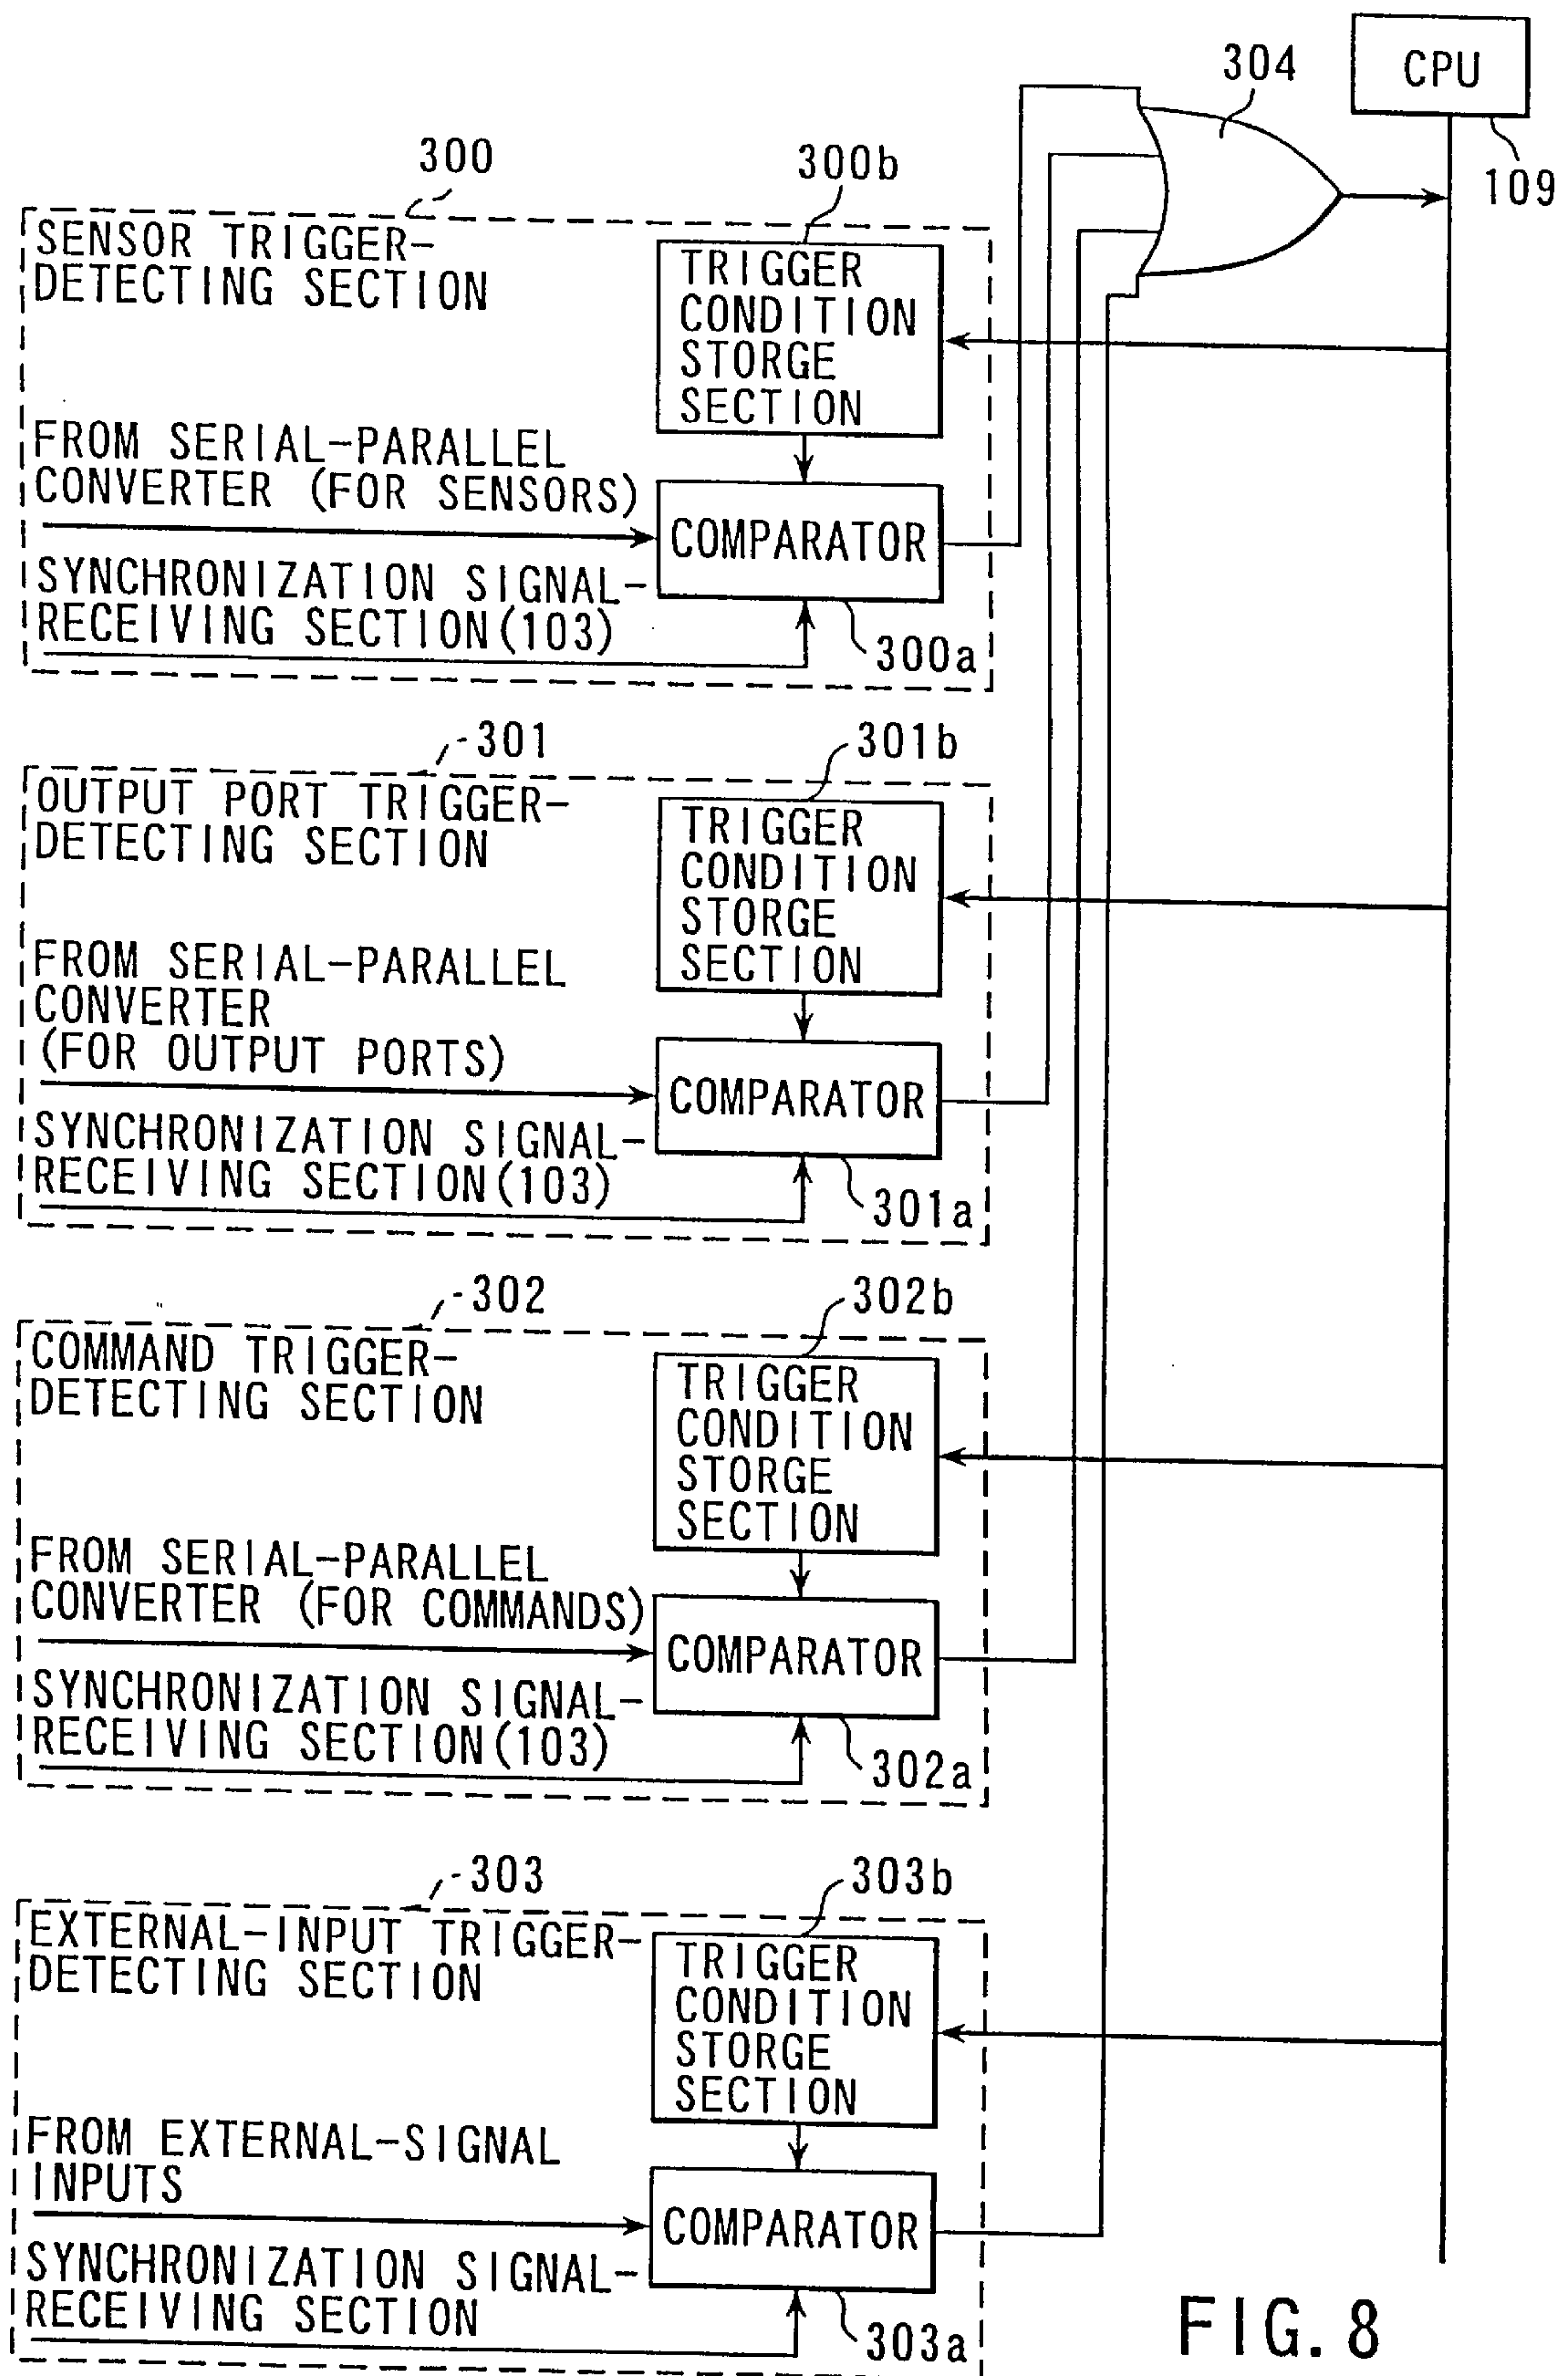 CPU
304
109
300
300b
SENSOR TRIGGER-
DETECTING SECTION
TRIGGER
CONDITION
STORGE
SECTION
FROM SERIAL-PARALLEL
CONVERTER (FOR SENSORS)
COMPARATOR
SYNCHRONIZATION SIGNAL-
RECEIVING SECTION(103)
300a
301
301b
OUTPUT PORT TRIGGER-
DETECTING SECTION
TRIGGER
CONDITION
STORGE
SECTION
FROM SERIAL-PARALLEL
CONVERTER
(FOR OUTPUT PORTS)
COMPARATOR
SYNCHRONIZATION SIGNAL-
RECEIVING SECTION(103)
301a
302
302b
COMMAND TRIGGER-
DETECTING SECTION
TRIGGER
CONDITION
STORGE
SECTION
FROM SERIAL-PARALLEL
CONVERTER (FOR COMMANDS)
COMPARATOR
SYNCHRONIZATION SIGNAL-
RECEIVING SECTION(103)
302a
303
303b
EXTERNAL-INPUT TRIGGER-
DETECTING SECTION
TRIGGER
CONDITION
STORGE
SECTION
FROM EXTERNAL-SIGNAL
INPUTS
COMPARATOR
SYNCHRONIZATION SIGNAL-
RECEIVING SECTION
303a
FIG. 8